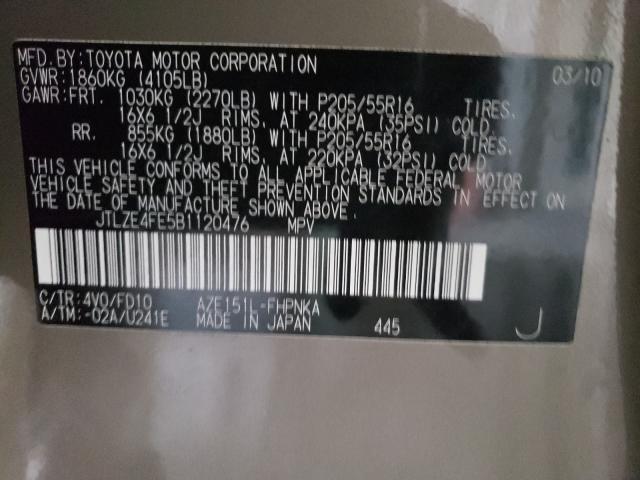 MFD.BY:TOYOTA MOTOR CORPORATION 03/10
GVWR:1860KG (4105LB)
GAWR:FRT. 1030KG (2270LB) WITH P205/55R16 TIRES.
16X6 1/2J RIMS. AT 240KPA (35PSI) COLD.
RR. 855KG (1880LB) WITH P205/55R16 TIRES.
16X6 1/2J RIMS. AT 220KPA (32PSI) COLD.
THIS VEHICLE CONFORMS TO ALL APPLICABLE FEDERAL MOTOR
VEHICLE SAFETY AND THEFT PREVENTION STANDARDS IN EFFECT ON
THE DATE OF MANUFACTURE SHOWN ABOVE.
JTLZE4FE5B1120476 MPV
C/TR:4V0/FD10 AZE151L-FHPNKA
A/TM:-02A/U241E MADE IN JAPAN 445 J